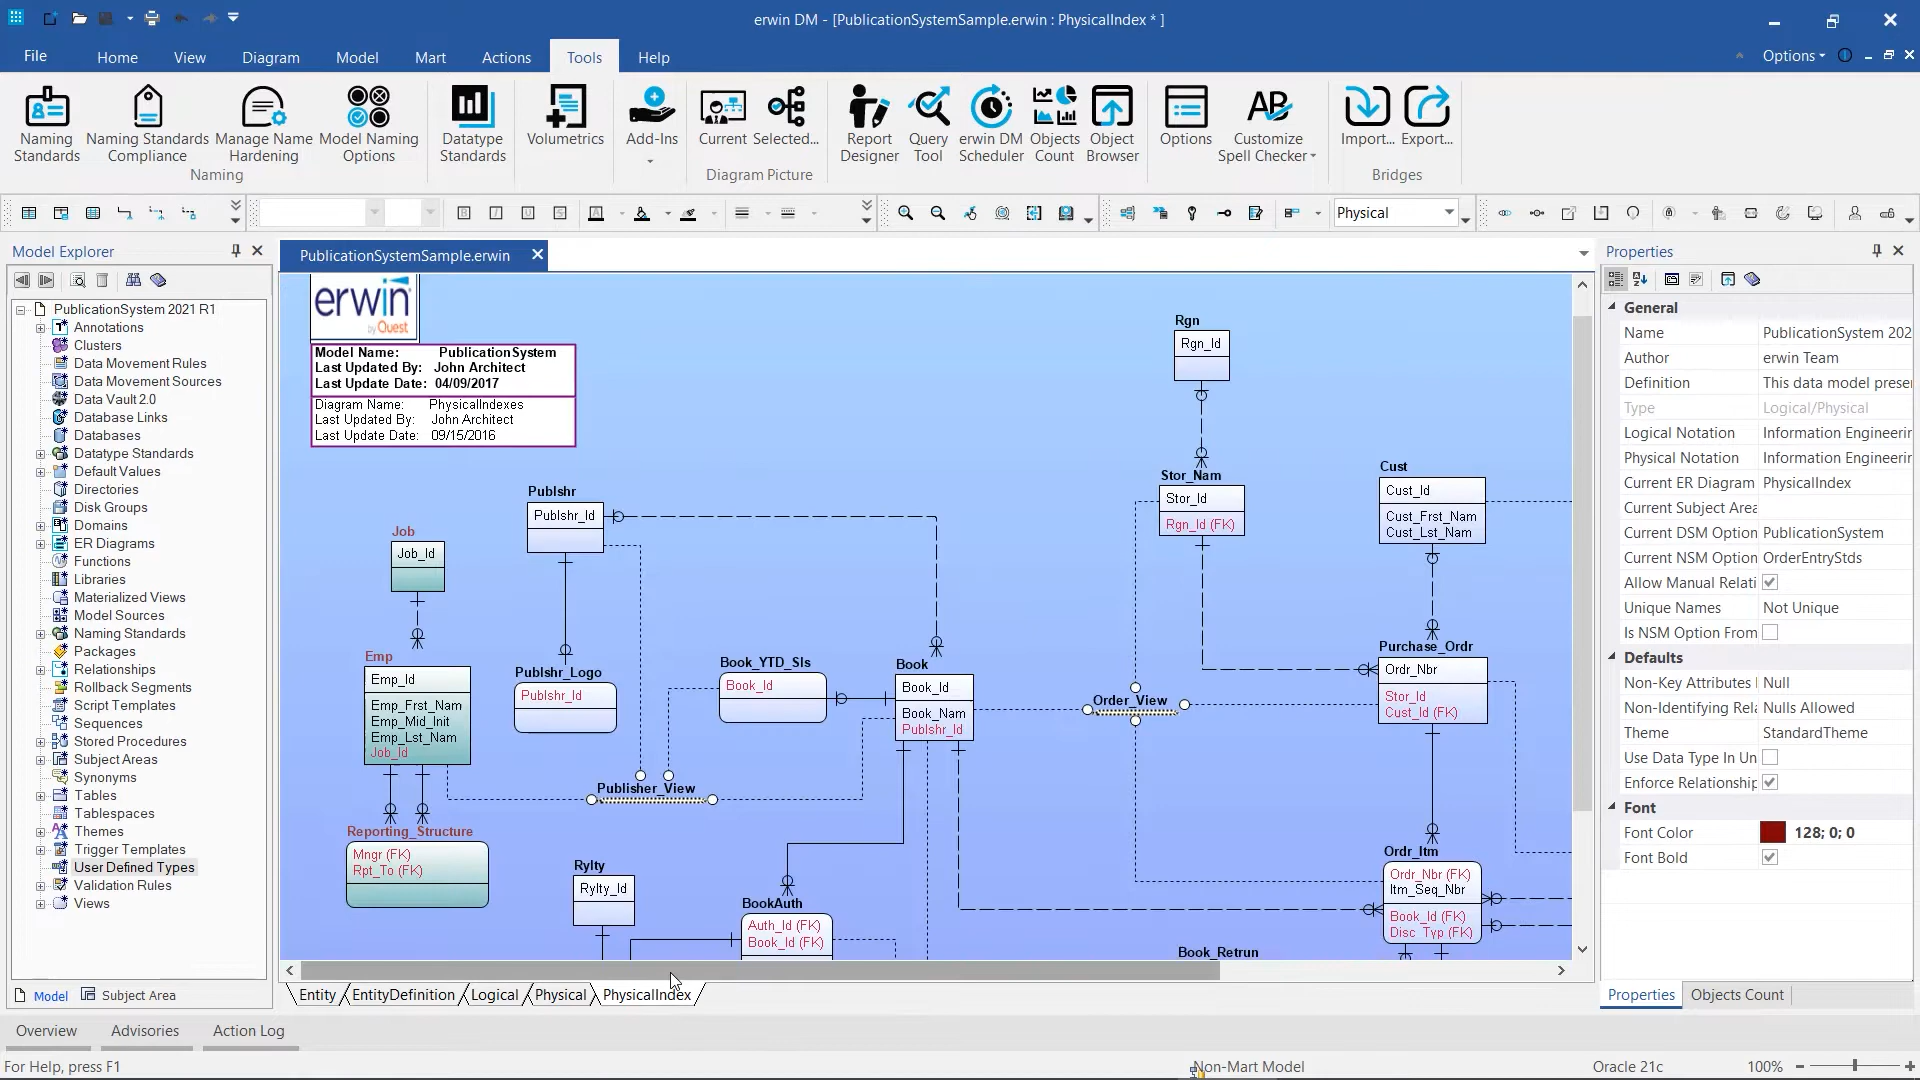 erwin DM - [PublicationSystemSample.erwin : PhysicalIndex * ]
File Home View Diagram Model Mart Actions Tools Help Options
Naming Standards
Naming Standards Compliance
Manage Name Hardening
Model Naming Options
Naming
Datatype Standards
Volumetrics
Add-Ins
Current Selected...
Diagram Picture
Report Designer
Query Tool
erwin DM Scheduler
Objects Count
Object Browser
Options
Customize Spell Checker
Import... Export...
Bridges
Physical
Model Explorer
PublicationSystem 2021 R1
Annotations
Clusters
Data Movement Rules
Data Movement Sources
Data Vault 2.0
Database Links
Databases
Datatype Standards
Default Values
Directories
Disk Groups
Domains
ER Diagrams
Functions
Libraries
Materialized Views
Model Sources
Naming Standards
Packages
Relationships
Rollback Segments
Script Templates
Sequences
Stored Procedures
Subject Areas
Synonyms
Tables
Tablespaces
Themes
Trigger Templates
User Defined Types
Validation Rules
Views
Model Subject Area
PublicationSystemSample.erwin
erwin
by Quest
Model Name: PublicationSystem
Last Updated By: John Architect
Last Update Date: 04/09/2017
Diagram Name: PhysicalIndexes
Last Updated By: John Architect
Last Update Date: 09/15/2016
Rgn
Rgn_Id
Stor_Nam
Stor_Id
Rgn_Id (FK)
Cust
Cust_Id
Cust_Frst_Nam
Cust_Lst_Nam
Publshr
Publshr_Id
Job
Job_Id
Emp
Emp_Id
Emp_Frst_Nam
Emp_Mid_Init
Emp_Lst_Nam
Job_Id
Publshr_Logo
Publshr_Id
Book_YTD_Sls
Book_Id
Book
Book_Id
Book_Nam
Publshr_Id
Order_View
Purchase_Ordr
Ordr_Nbr
Stor_Id
Cust_Id (FK)
Publisher_View
Reporting_Structure
Mngr (FK)
Rpt_To (FK)
Rylty
Rylty_Id
BookAuth
Auth_Id (FK)
Book_Id (FK)
Ordr_Itm
Ordr_Nbr (FK)
Itm_Seq_Nbr
Book_Id (FK)
Disc_Typ (FK)
Book_Retrun
Entity EntityDefinition Logical Physical PhysicalIndex
Properties
General
Name PublicationSystem 202
Author erwin Team
Definition This data model prese
Type Logical/Physical
Logical Notation Information Engineerin
Physical Notation Information Engineerin
Current ER Diagram PhysicalIndex
Current Subject Area
Current DSM Option PublicationSystem
Current NSM Option OrderEntryStds
Allow Manual Relati
Unique Names Not Unique
Is NSM Option From
Defaults
Non-Key Attributes Null
Non-Identifying Rela Nulls Allowed
Theme StandardTheme
Use Data Type In Un
Enforce Relationship
Font
Font Color 128; 0; 0
Font Bold
Properties Objects Count
Overview Advisories Action Log
For Help, press F1 Non-Mart Model Oracle 21c 100%